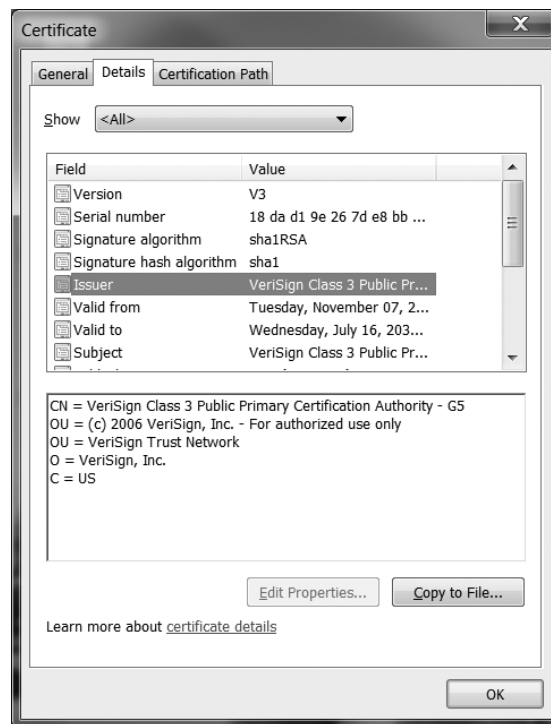 Certificate
General Details Certification Path
Show <All>
Field Value
Version V3
Serial number 18 da d1 9e 26 7d e8 bb ...
Signature algorithm sha1RSA
Signature hash algorithm sha1
Issuer VeriSign Class 3 Public Pr...
Valid from Tuesday, November 07, 2...
Valid to Wednesday, July 16, 203...
Subject VeriSign Class 3 Public Pr...
CN = VeriSign Class 3 Public Primary Certification Authority - G5
OU = (c) 2006 VeriSign, Inc. - For authorized use only
OU = VeriSign Trust Network
O = VeriSign, Inc.
C = US
Edit Properties... Copy to File...
Learn more about certificate details
OK